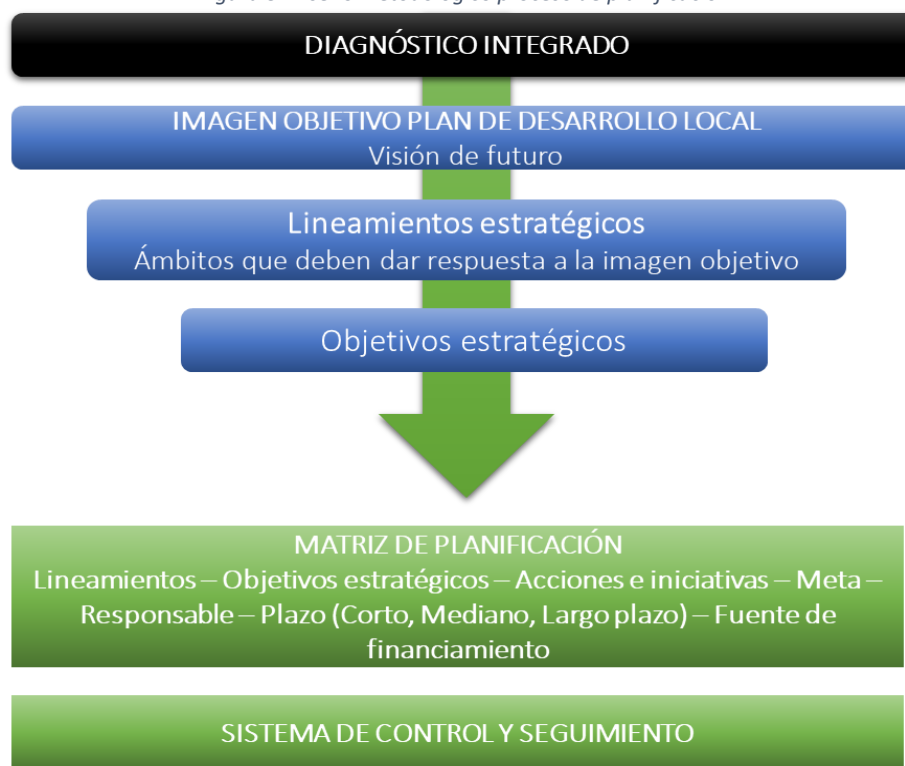 DIAGNÓSTICO INTEGRADO
IMAGEN OBJETIVO PLAN DE DESARROLLO LOCAL
Visión de futuro
Lineamientos estratégicos
Ámbitos que deben dar respuesta a la imagen objetivo
Objetivos estratégicos
MATRIZ DE PLANIFICACIÓN
Lineamientos – Objetivos estratégicos – Acciones e iniciativas – Meta –
Responsable – Plazo (Corto, Mediano, Largo plazo) – Fuente de
financiamiento
SISTEMA DE CONTROL Y SEGUIMIENTO